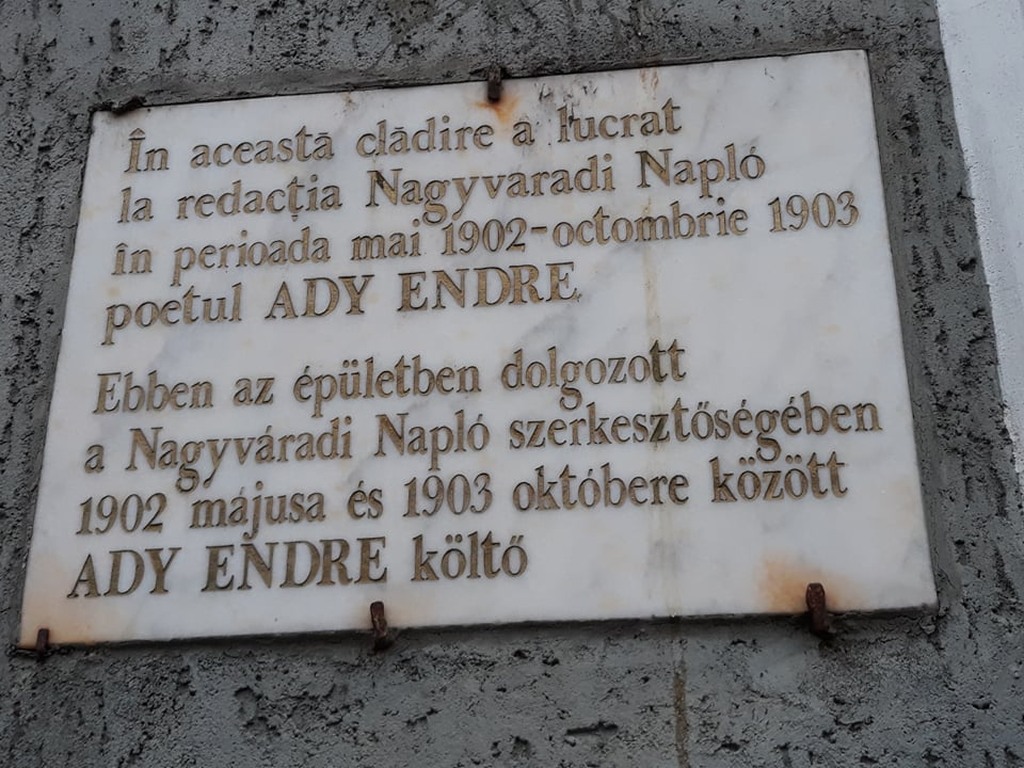 În această clădire a lucrat
la redacția Nagyváradi Napló
în perioada mai 1902-octombrie 1903
poetul ADY ENDRE
Ebben az épületben dolgozott
a Nagyváradi Napló szerkesztőségében
1902 májusa és 1903 októbere között
ADY ENDRE költő